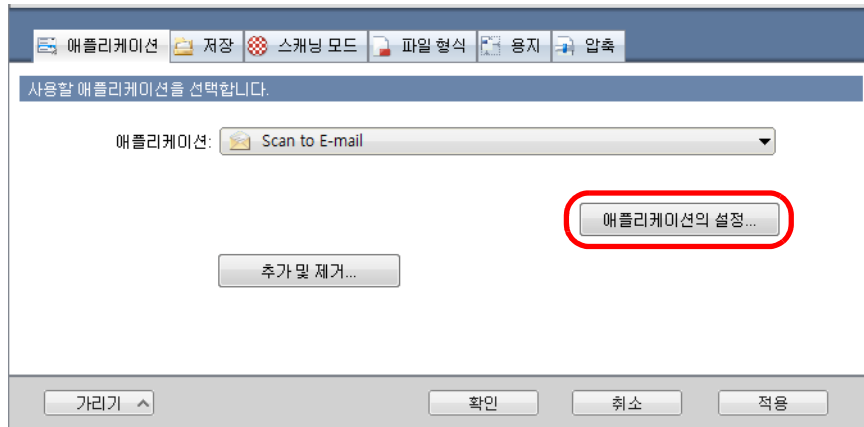 애플리케이션 저장 스캐닝 모드 파일 형식 용지 압축
사용할 애플리케이션을 선택합니다.
애플리케이션: Scan to E-mail
애플리케이션의 설정...
추가 및 제거...
가리기 확인 취소 적용